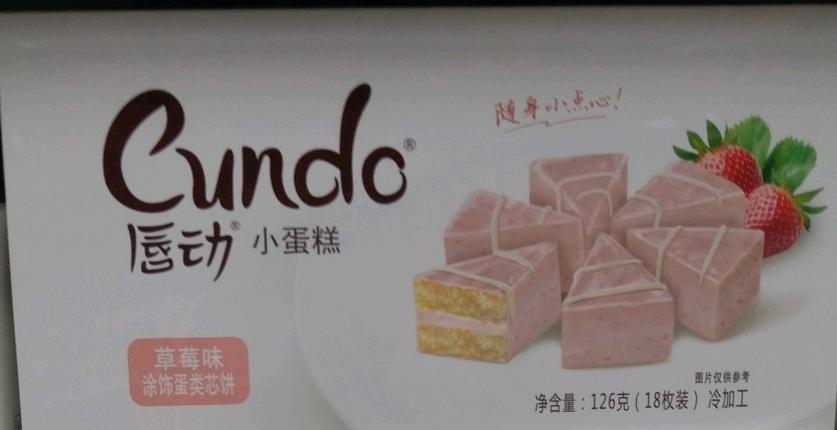 随身小点心!
Cundo®
唇动® 小蛋糕
草莓味
涂饰蛋类芯饼
图片仅供参考
净含量：126克（18枚装）冷加工